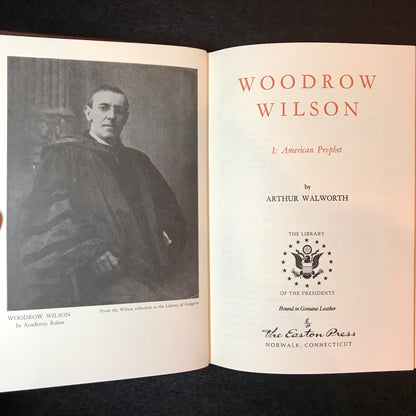 From the Wilson collection in the Library of Congress
WOODROW WILSON
In Academic Robes
WOODROW
WILSON
I: American Prophet
by
ARTHUR WALWORTH
THE LIBRARY
OF THE PRESIDENTS
Bound in Genuine Leather
The Easton Press
NORWALK, CONNECTICUT